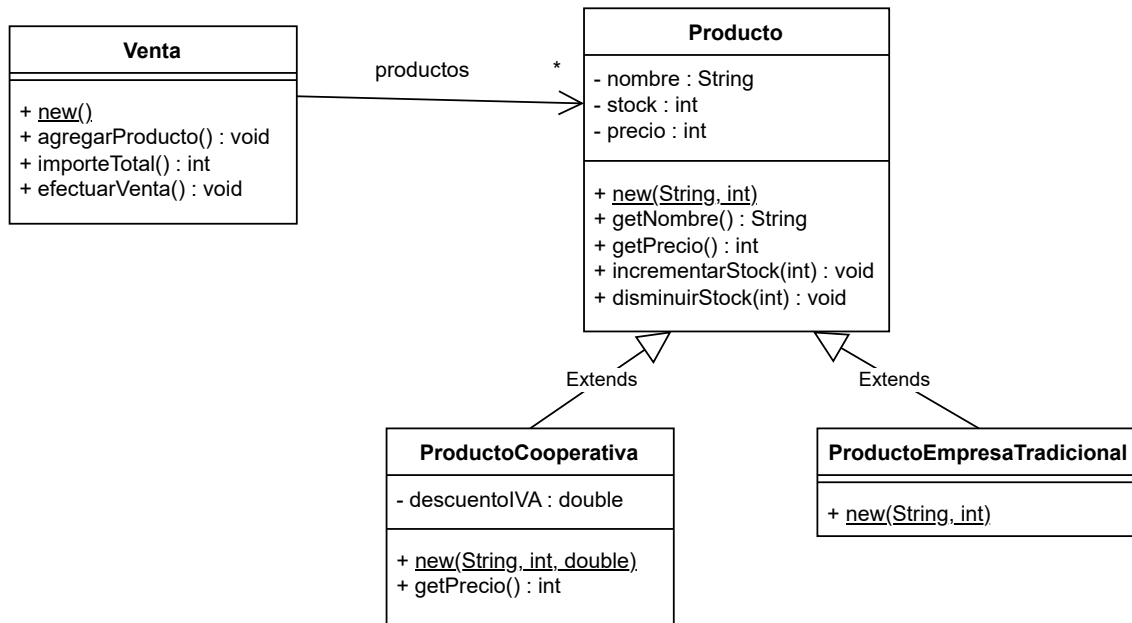 Venta
+ new()
+ agregarProducto() : void
+ importeTotal() : int
+ efectuarVenta() : void
productos
*
Producto
- nombre : String
- stock : int
- precio : int
+ new(String, int)
+ getNombre() : String
+ getPrecio() : int
+ incrementarStock(int) : void
+ disminuirStock(int) : void
Extends
Extends
ProductoCooperativa
- descuentoIVA : double
+ new(String, int, double)
+ getPrecio() : int
ProductoEmpresaTradicional
+ new(String, int)